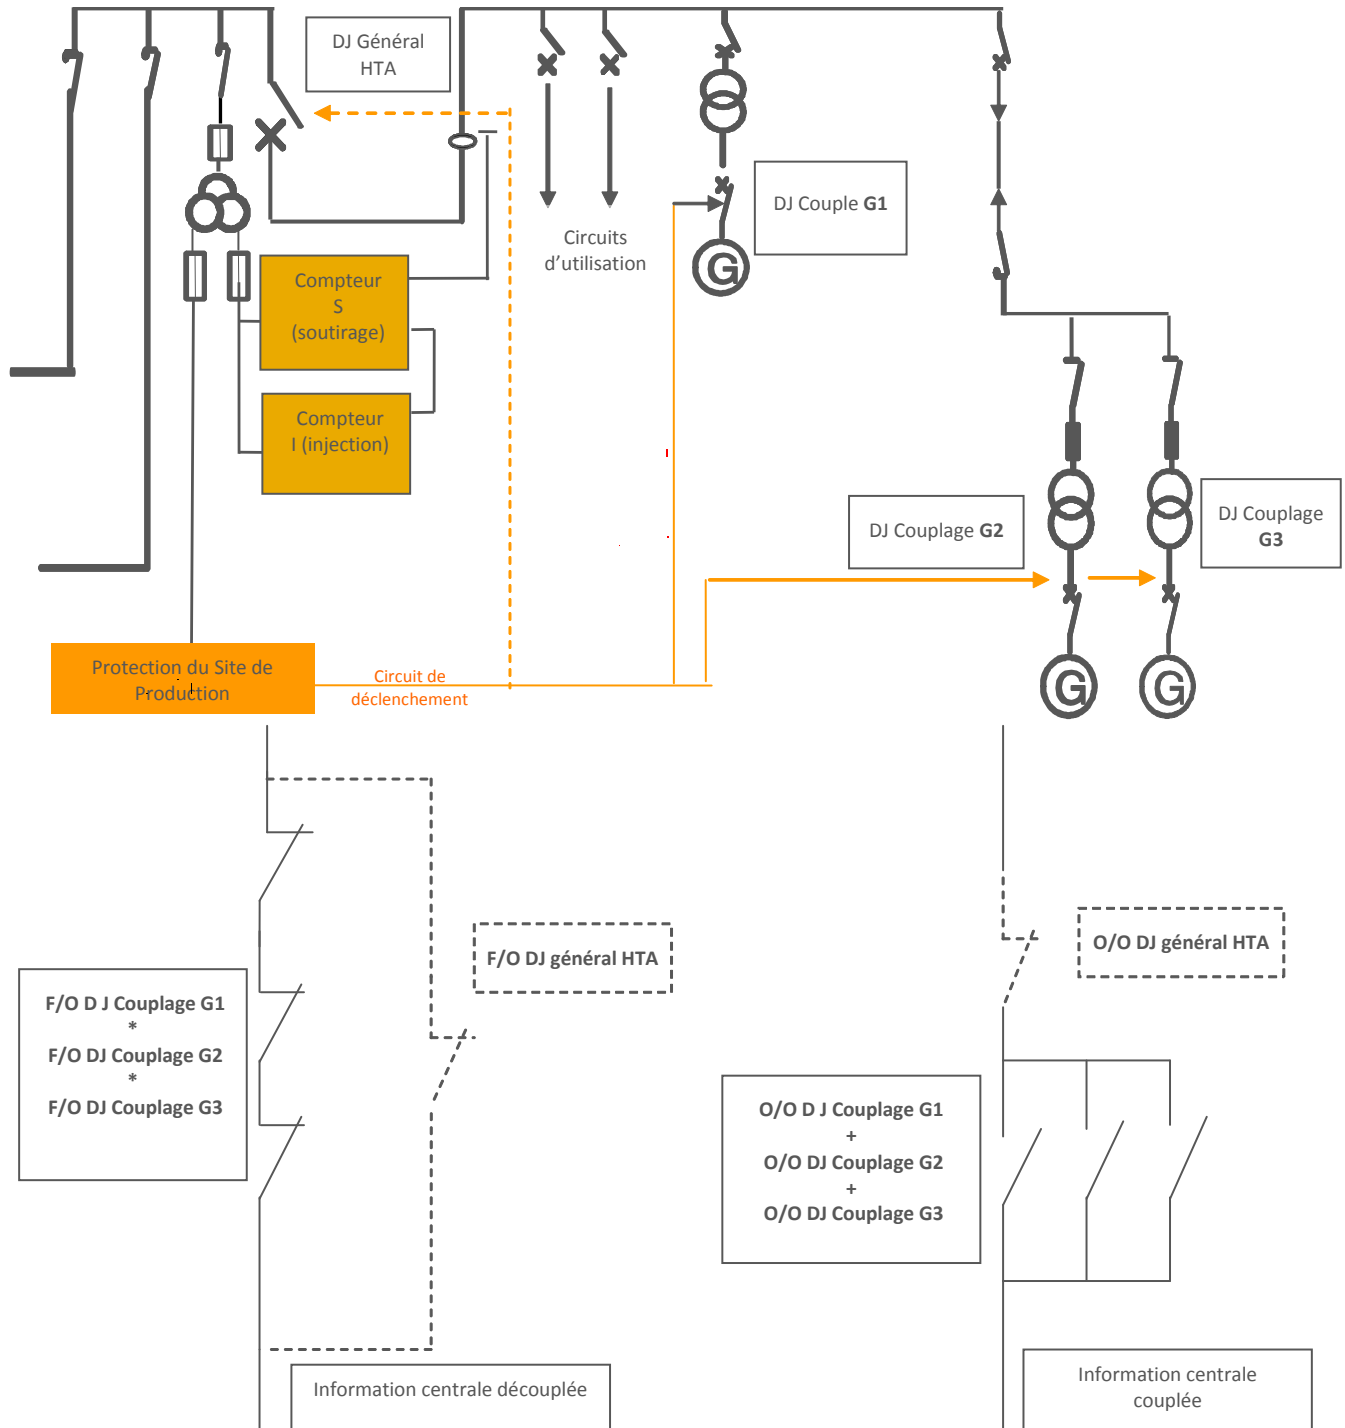 DJ Général
HTA
DJ Couple G1
Circuits
d'utilisation
Compteur
S
(soutirage)
Compteur
I (injection)
G
DJ Couplage G2
DJ Couplage
G3
Protection du Site de
Production
Circuit de
déclenchement
G
G
F/O DJ général HTA
O/O DJ général HTA
F/O D J Couplage G1
*
F/O DJ Couplage G2
*
F/O DJ Couplage G3
O/O D J Couplage G1
+
O/O DJ Couplage G2
+
O/O DJ Couplage G3
Information centrale découplée
Information centrale
couplée